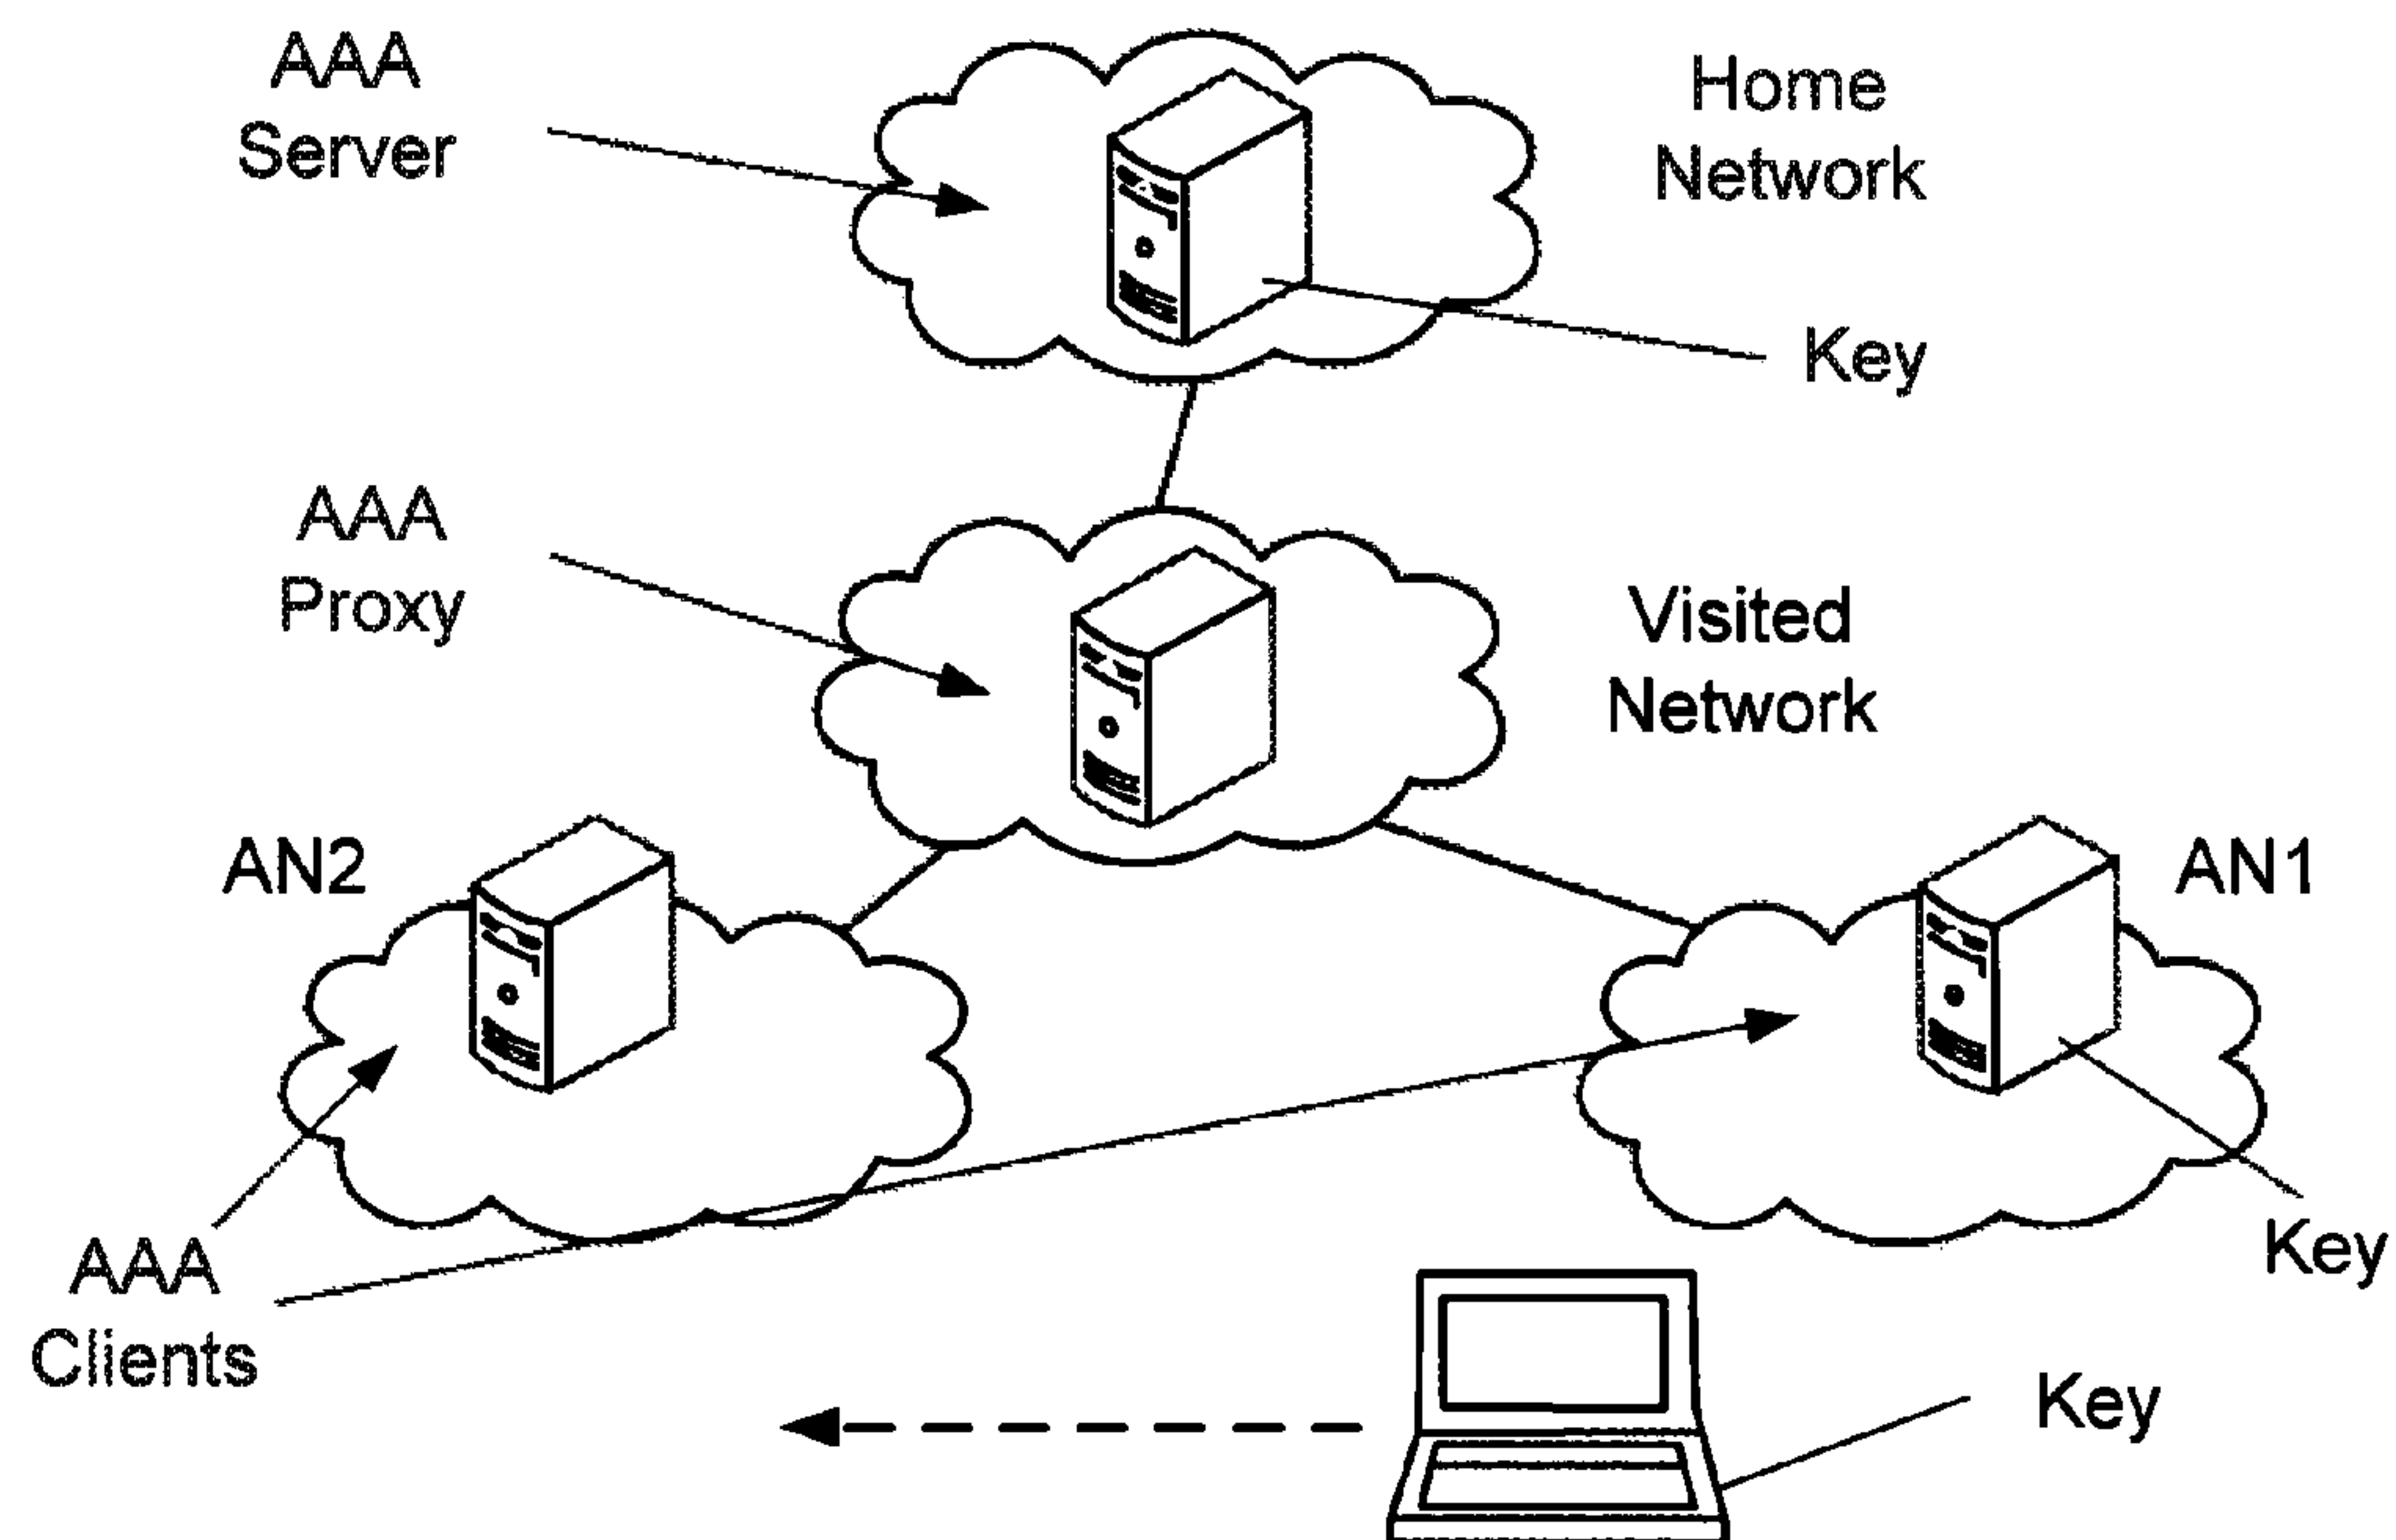 AAA
Server
Home
Network
Key
AAA
Proxy
Visited
Network
AN2
AN1
AAA
Clients
Key
Key